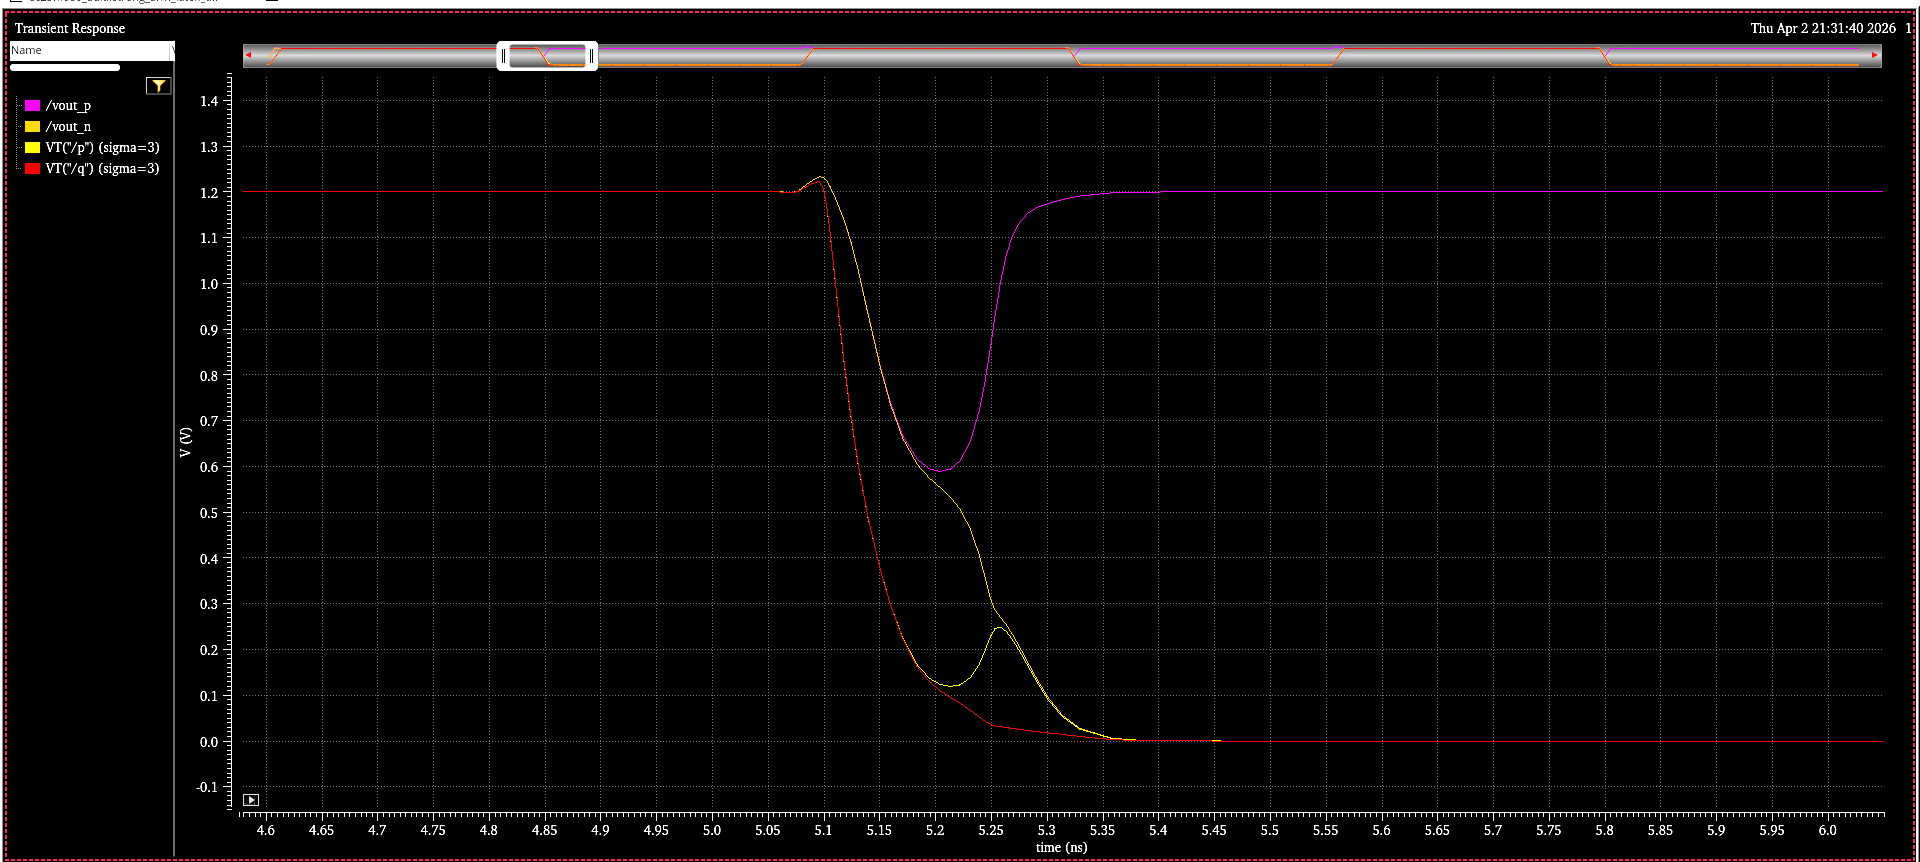 Transient Response
Thu Apr 2 21:31:40 2026 1
Name
/vout_p
/vout_n
VT("/p") (sigma=3)
VT("/q") (sigma=3)
1.4
1.3
1.2
1.1
1.0
0.9
0.8
0.7
0.6
0.5
0.4
0.3
0.2
0.1
0.0
-0.1
V (V)
4.6 4.65 4.7 4.75 4.8 4.85 4.9 4.95 5.0 5.05 5.1 5.15 5.2 5.25 5.3 5.35 5.4 5.45 5.5 5.55 5.6 5.65 5.7 5.75 5.8 5.85 5.9 5.95 6.0
time (ns)